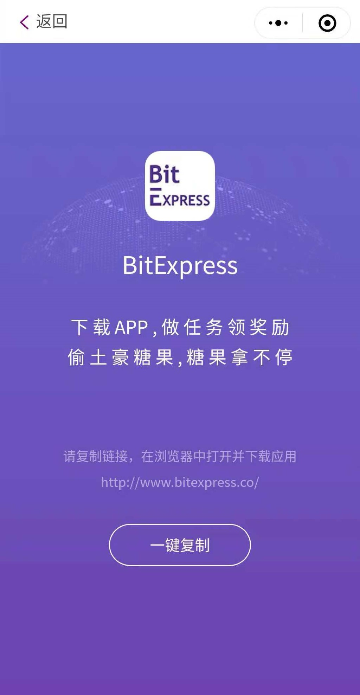 返回
Bit
EXPRESS
BitExpress
下载APP,做任务领奖励
偷土豪糖果,糖果拿不停
请复制链接，在浏览器中打开并下载应用
http://www.bitexpress.co/
一键复制